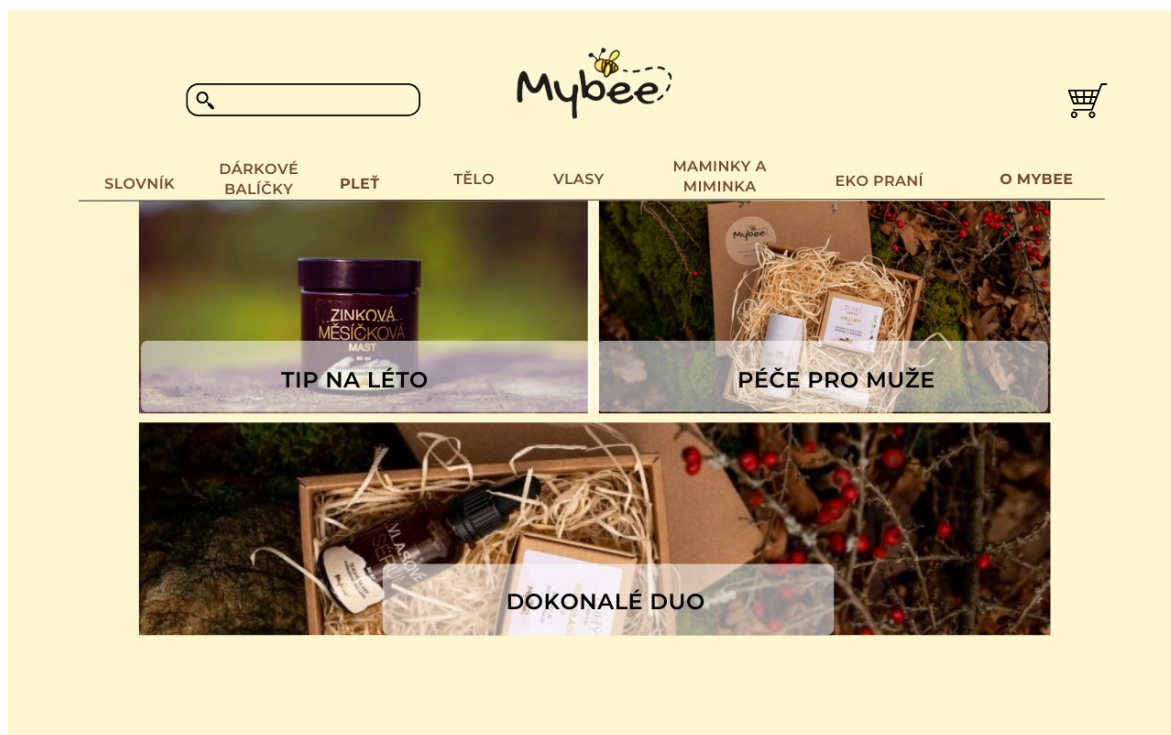 Mybee
SLOVNÍK
DÁRKOVÉ
BALÍČKY
PLEŤ
TĚLO
VLASY
MAMINKY A
MIMINKA
EKO PRANÍ
O MYBEE
ZINKOVÁ
MĚSÍČKOVÁ
MAST
TIP NA LÉTO
Mybee
PÉČE PRO MUŽE
VLASOVÉ
DOKONALÉ DUO